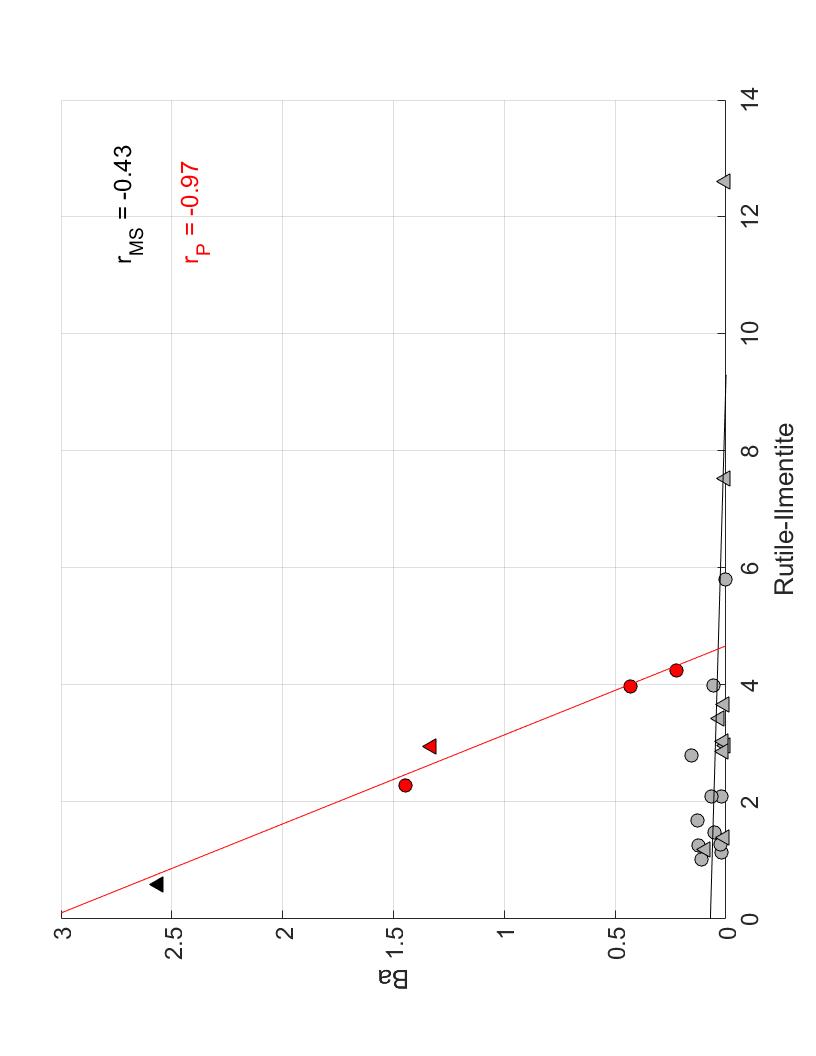 3
2.5
2
1.5
1
0.5
0
Ba
r_MS = -0.43
r_P = -0.97
0 2 4 6 8 10 12 14
Rutile-Ilmentite